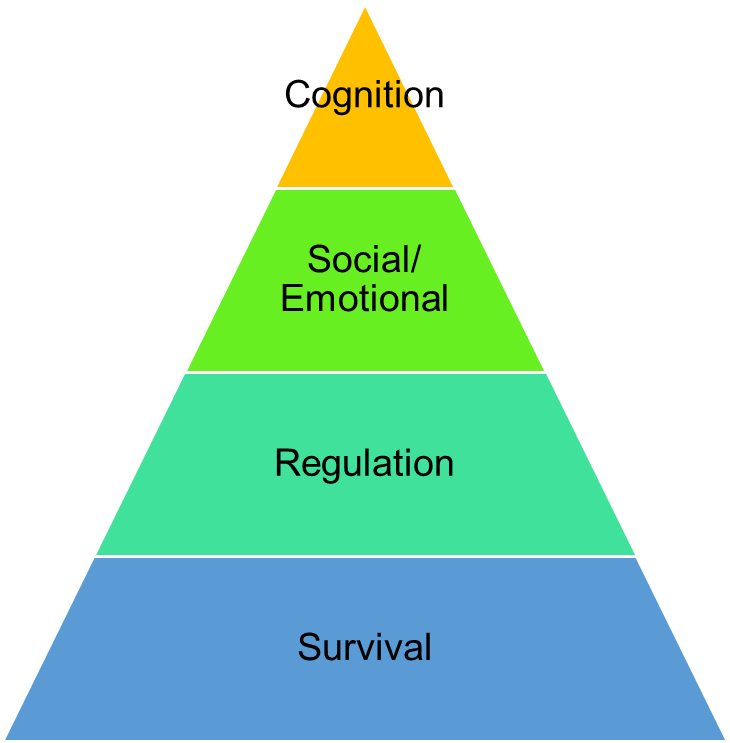 Cognition
Social/
Emotional
Regulation
Survival